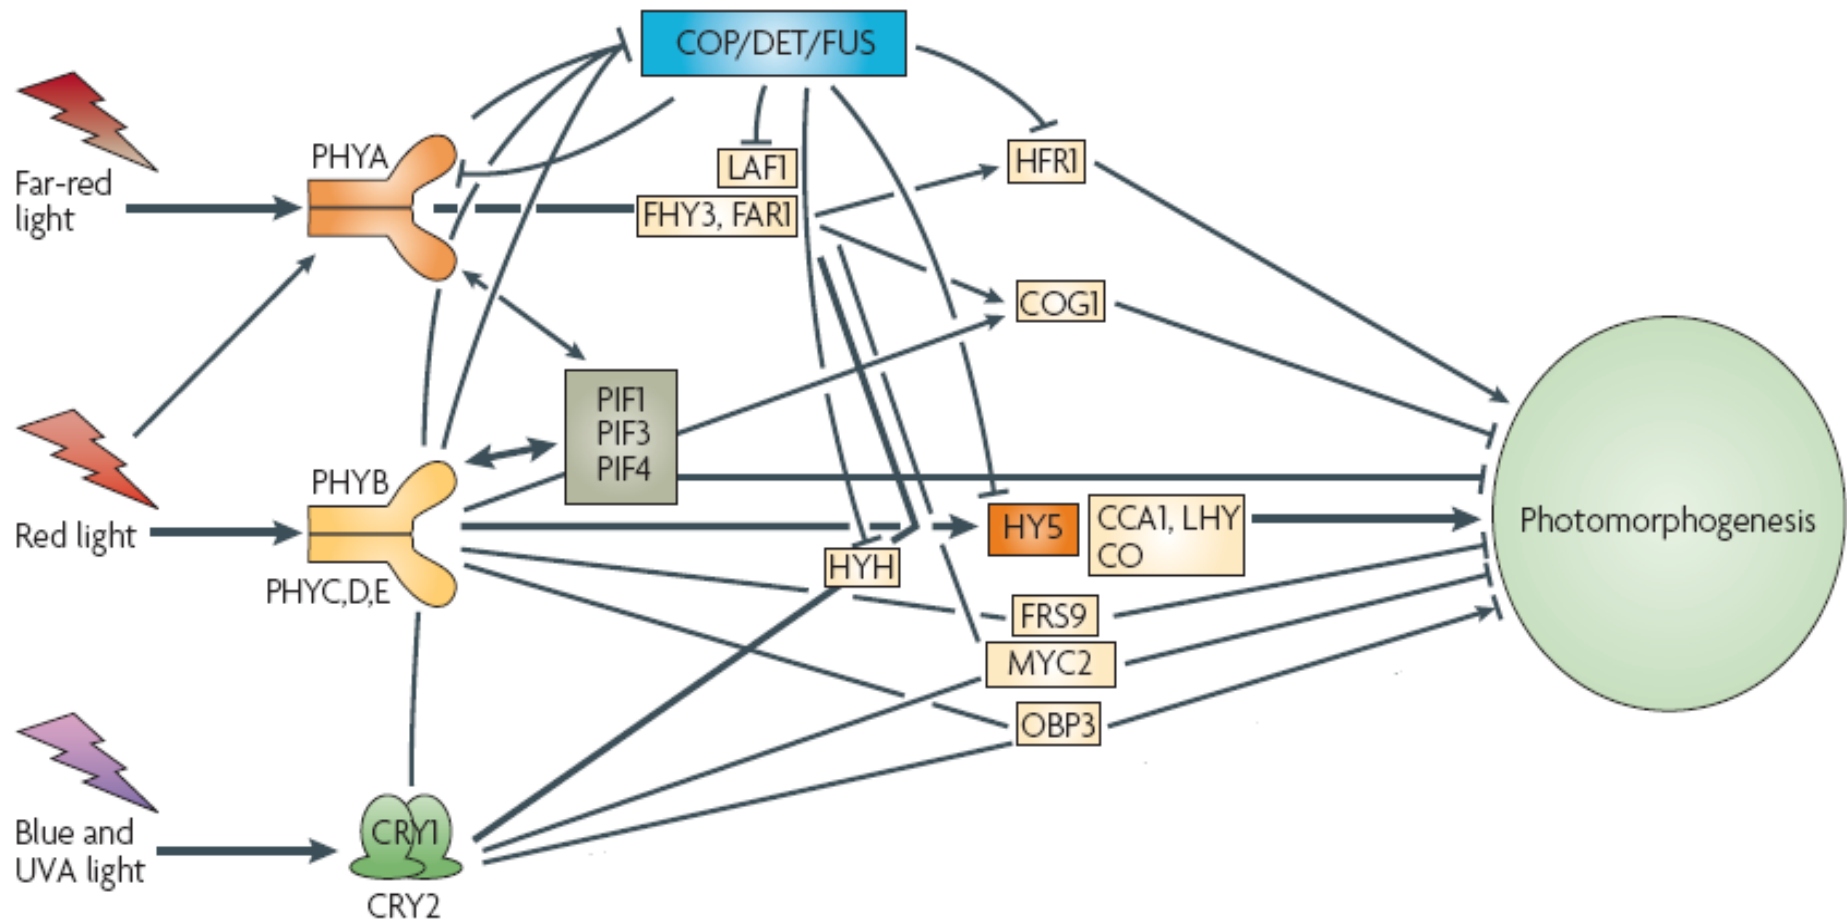 COP/DET/FUS
PHYA
LAF1
HFR1
Far-red
light
FHY3, FAR1
COG1
PIF1
PIF3
PIF4
PHYB
Red light
HY5
CCA1, LHY
CO
Photomorphogenesis
HYH
PHYC,D,E
FRS9
MYC2
OBP3
Blue and
UVA light
CRY1
CRY2